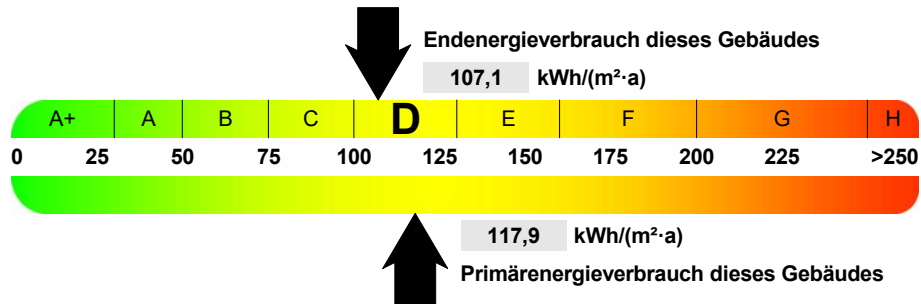 Endenergieverbrauch dieses Gebäudes
107,1 kWh/(m²·a)
A+ A B C D E F G H
0 25 50 75 100 125 150 175 200 225 >250
117,9 kWh/(m²·a)
Primärenergieverbrauch dieses Gebäudes